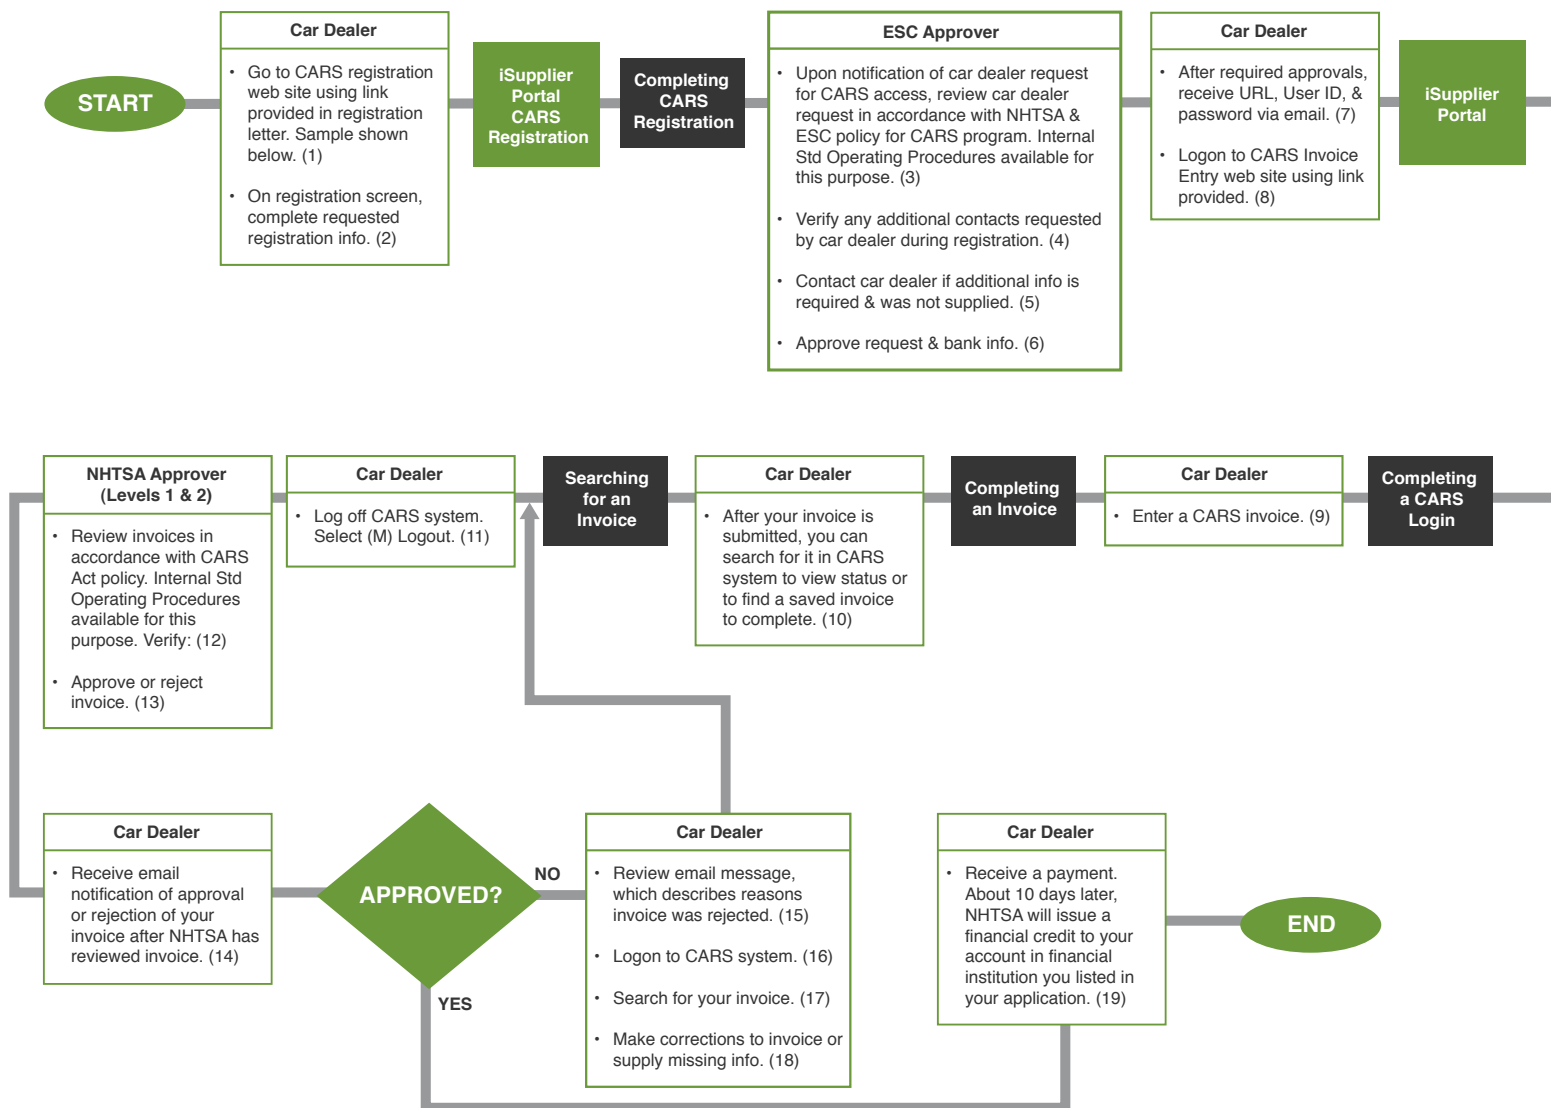 START
Car Dealer
• Go to CARS registration
web site using link
provided in registration
letter. Sample shown
below. (1)
• On registration screen,
complete requested
registration info. (2)
iSupplier
Portal
CARS
Registration
Completing
CARS
Registration
ESC Approver
• Upon notification of car dealer request
for CARS access, review car dealer
request in accordance with NHTSA &
ESC policy for CARS program. Internal
Std Operating Procedures available for
this purpose. (3)
• Verify any additional contacts requested
by car dealer during registration. (4)
• Contact car dealer if additional info is
required & was not supplied. (5)
• Approve request & bank info. (6)
Car Dealer
• After required approvals,
receive URL, User ID, &
password via email. (7)
• Logon to CARS Invoice
Entry web site using link
provided. (8)
iSupplier
Portal
NHTSA Approver
(Levels 1 & 2)
• Review invoices in
accordance with CARS
Act policy. Internal Std
Operating Procedures
available for this
purpose. Verify: (12)
• Approve or reject
invoice. (13)
Car Dealer
• Log off CARS system.
Select (M) Logout. (11)
Searching
for an
Invoice
Car Dealer
• After your invoice is
submitted, you can
search for it in CARS
system to view status or
to find a saved invoice
to complete. (10)
Completing
an Invoice
Car Dealer
• Enter a CARS invoice. (9)
Completing
a CARS
Login
Car Dealer
• Receive email
notification of approval
or rejection of your
invoice after NHTSA has
reviewed invoice. (14)
APPROVED?
NO
YES
Car Dealer
• Review email message,
which describes reasons
invoice was rejected. (15)
• Logon to CARS system. (16)
• Search for your invoice. (17)
• Make corrections to invoice or
supply missing info. (18)
Car Dealer
• Receive a payment.
About 10 days later,
NHTSA will issue a
financial credit to your
account in financial
institution you listed in
your application. (19)
END